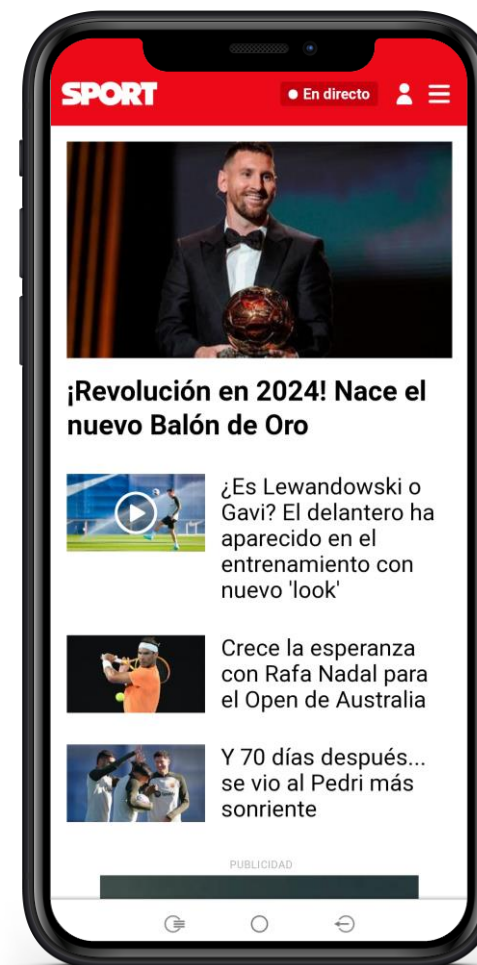 SPORT
En directo
¡Revolución en 2024! Nace el
nuevo Balón de Oro
¿Es Lewandowski o
Gavi? El delantero ha
aparecido en el
entrenamiento con
nuevo 'look'
Crece la esperanza
con Rafa Nadal para
el Open de Australia
Y 70 días después...
se vio al Pedri más
sonriente
PUBLICIDAD